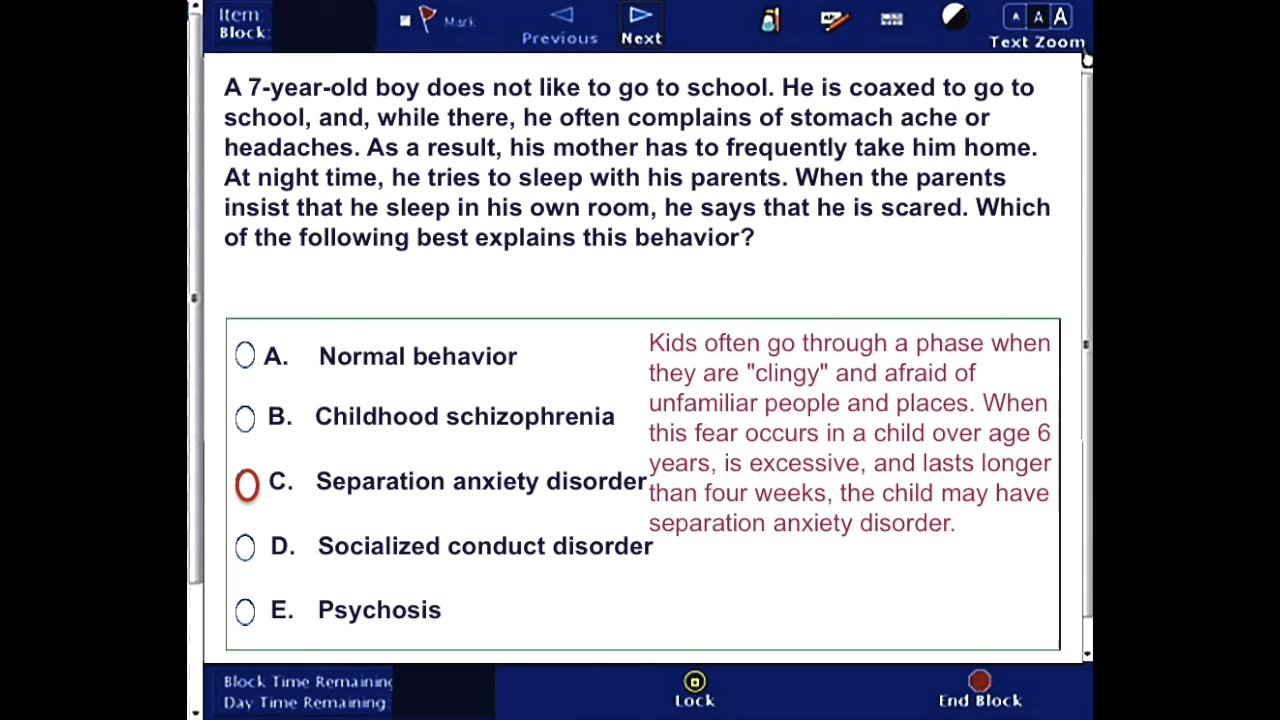 Item:
Block:
Mark
Previous
Next
A A A
Text Zoom
A 7-year-old boy does not like to go to school. He is coaxed to go to
school, and, while there, he often complains of stomach ache or
headaches. As a result, his mother has to frequently take him home.
At night time, he tries to sleep with his parents. When the parents
insist that he sleep in his own room, he says that he is scared. Which
of the following best explains this behavior?
A. Normal behavior
B. Childhood schizophrenia
C. Separation anxiety disorder
D. Socialized conduct disorder
E. Psychosis
Kids often go through a phase when
they are "clingy" and afraid of
unfamiliar people and places. When
this fear occurs in a child over age 6
years, is excessive, and lasts longer
than four weeks, the child may have
separation anxiety disorder.
Block Time Remaining
Day Time Remaining:
Lock
End Block